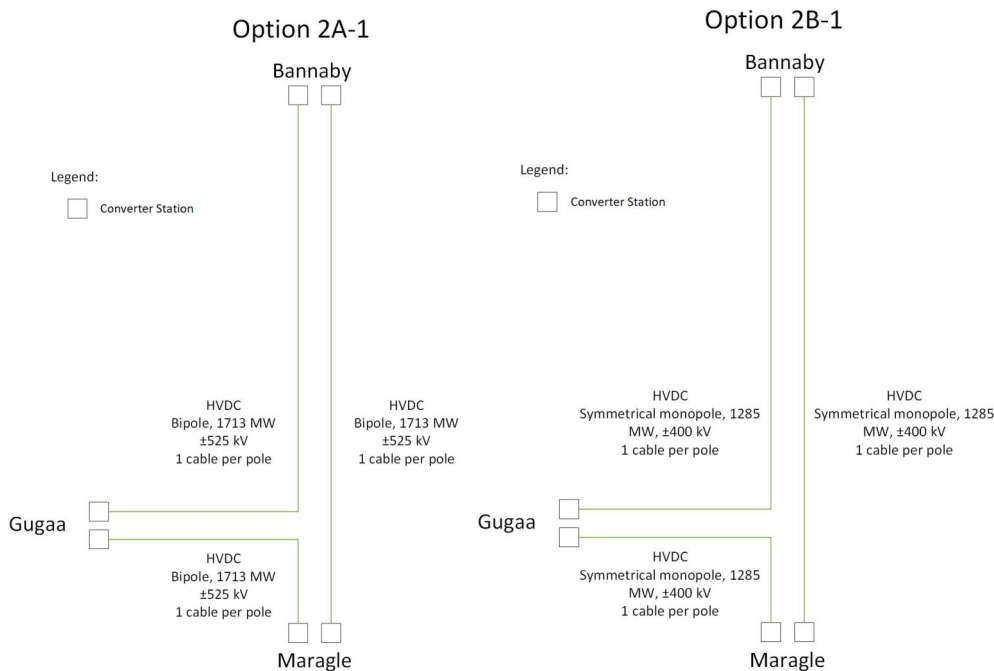 Option 2A-1
Bannaby
Legend:
Converter Station
HVDC
Bipole, 1713 MW
±525 kV
1 cable per pole
HVDC
Bipole, 1713 MW
±525 kV
1 cable per pole
Gugaa
HVDC
Bipole, 1713 MW
±525 kV
1 cable per pole
Maragle
Option 2B-1
Bannaby
Legend:
Converter Station
HVDC
Symmetrical monopole, 1285
MW, ±400 kV
1 cable per pole
HVDC
Symmetrical monopole, 1285
MW, ±400 kV
1 cable per pole
Gugaa
HVDC
Symmetrical monopole, 1285
MW, ±400 kV
1 cable per pole
Maragle